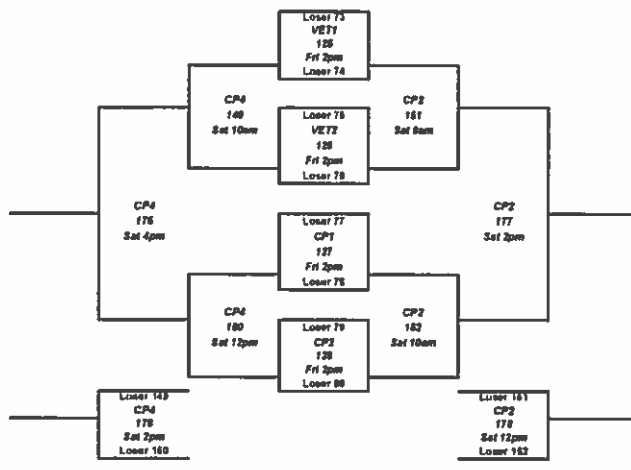 Loser 73
VET1
125
Fri 2pm
Loser 74
CP4
149
Sat 10am
Loser 75
VET2
126
Fri 2pm
Loser 76
CP2
151
Sat 9am
CP4
175
Sat 4pm
CP2
177
Sat 2pm
Loser 77
CP1
127
Fri 2pm
Loser 78
CP4
150
Sat 12pm
Loser 79
CP2
128
Fri 2pm
Loser 80
CP2
152
Sat 10am
Loser 149
CP4
176
Sat 2pm
Loser 150
Loser 151
CP2
178
Sat 12pm
Loser 152